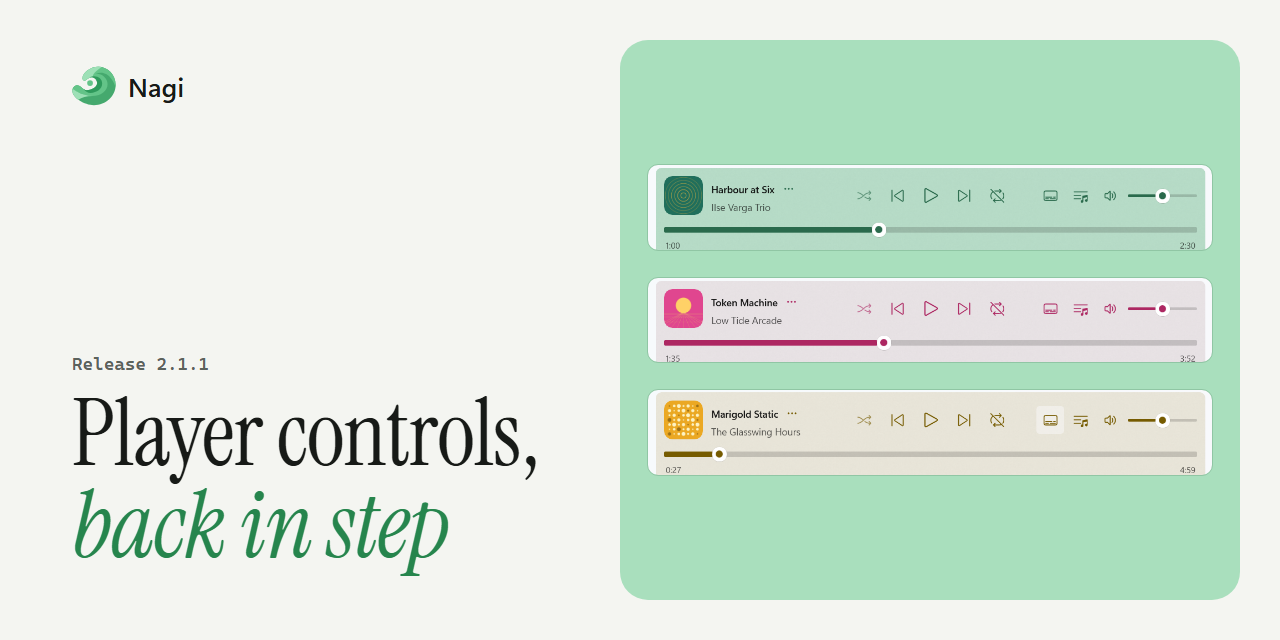 Nagi
Release 2.1.1
Player controls,
back in step
Harbour at Six ···
Ilse Varga Trio
1:00 2:30
Token Machine ···
Low Tide Arcade
1:35 3:52
Marigold Static ···
The Glasswing Hours
0:27 4:59